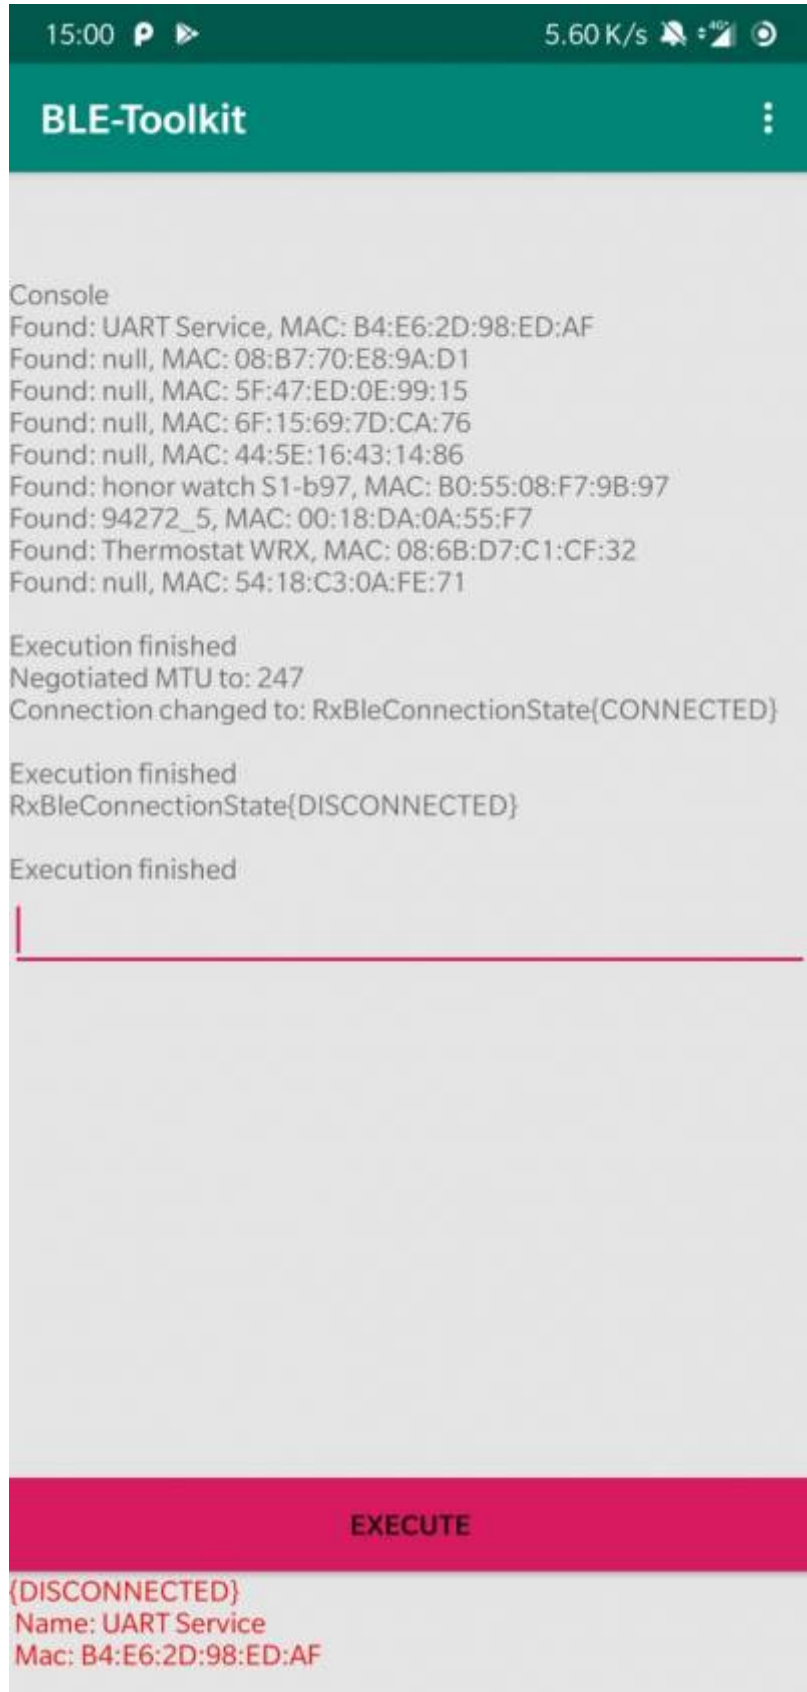 15:00 P 5.60 K/s 4G+
BLE-Toolkit
Console
Found: UART Service, MAC: B4:E6:2D:98:ED:AF
Found: null, MAC: 08:B7:70:E8:9A:D1
Found: null, MAC: 5F:47:ED:0E:99:15
Found: null, MAC: 6F:15:69:7D:CA:76
Found: null, MAC: 44:5E:16:43:14:86
Found: honor watch S1-b97, MAC: B0:55:08:F7:9B:97
Found: 94272_5, MAC: 00:18:DA:0A:55:F7
Found: Thermostat WRX, MAC: 08:6B:D7:C1:CF:32
Found: null, MAC: 54:18:C3:0A:FE:71
Execution finished
Negotiated MTU to: 247
Connection changed to: RxBleConnectionState{CONNECTED}
Execution finished
RxBleConnectionState{DISCONNECTED}
Execution finished
EXECUTE
{DISCONNECTED}
Name: UART Service
Mac: B4:E6:2D:98:ED:AF